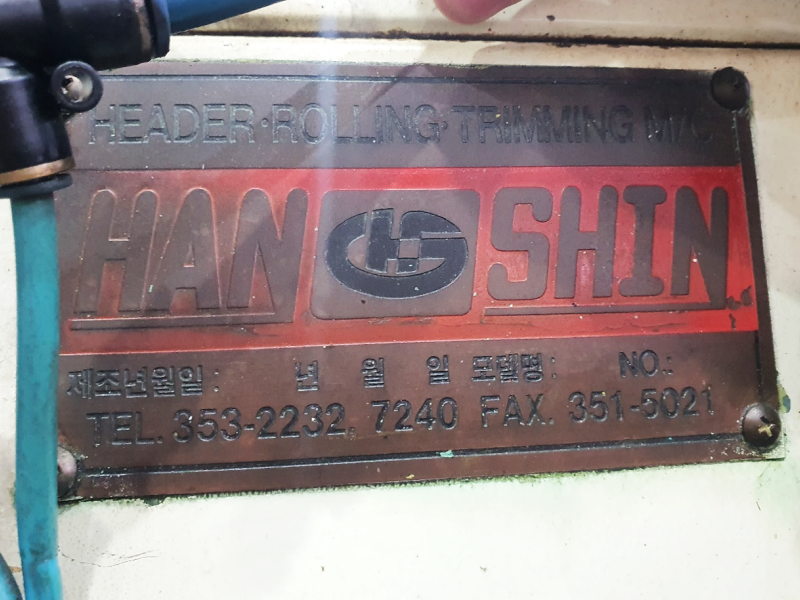 HEADER·ROLLING·TRIMMING M/C
HAN HS SHIN
제조년월일 : 년 월 일 모델명 : NO.:
TEL. 353-2232, 7240 FAX. 351-5021